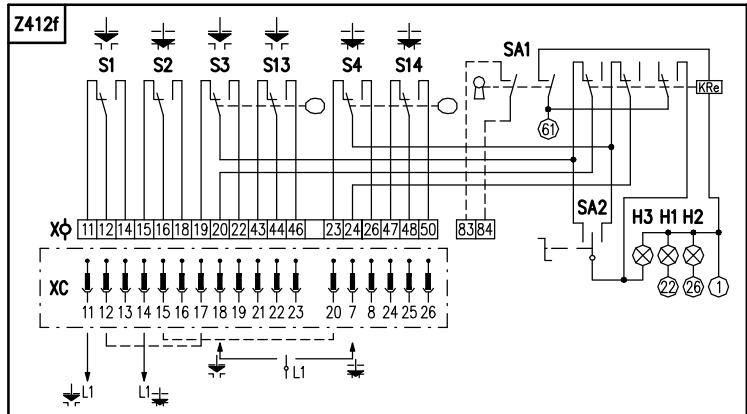 Z412f
S1 S2 S3 S13 S4 S14 SA1
KRe
61
SA2
H3 H1 H2
X 11 12 14 15 16 18 19 20 22 43 44 46 23 24 26 47 48 50 83 84
XC
22 26 1
11 12 13 14 15 16 17 18 19 21 22 23 20 7 8 24 25 26
L1 L1 L1